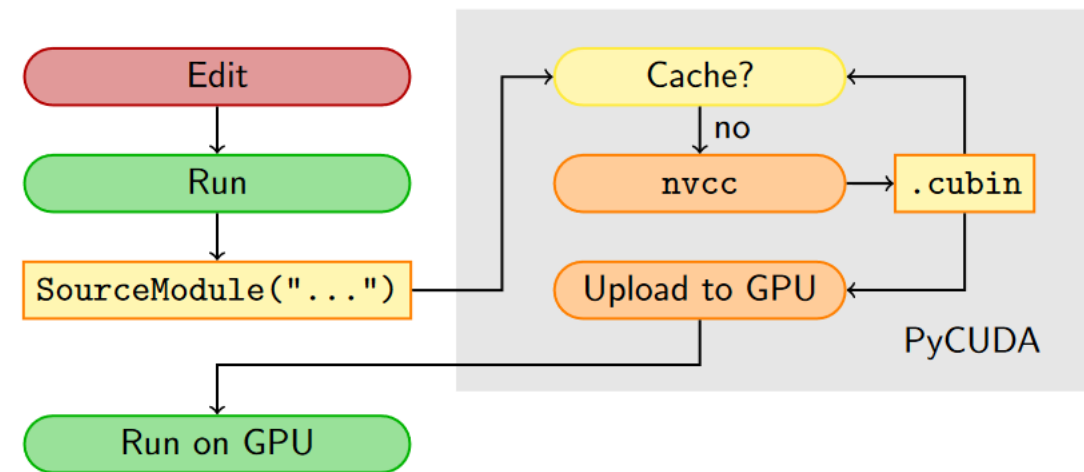 Edit
Run
SourceModule("...")
Run on GPU
Cache?
no
nvcc
.cubin
Upload to GPU
PyCUDA